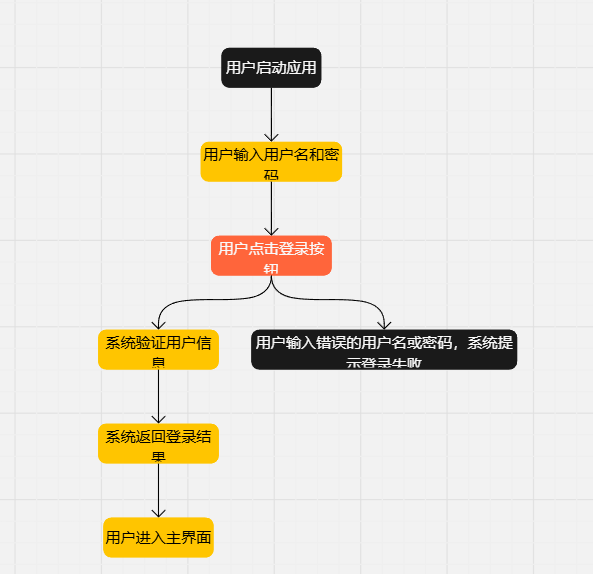 用户启动应用
用户输入用户名和密
码
用户点击登录按
钮
系统验证用户信
息
用户输入错误的用户名或密码，系统提
示登录失败
系统返回登录结
果
用户进入主界面